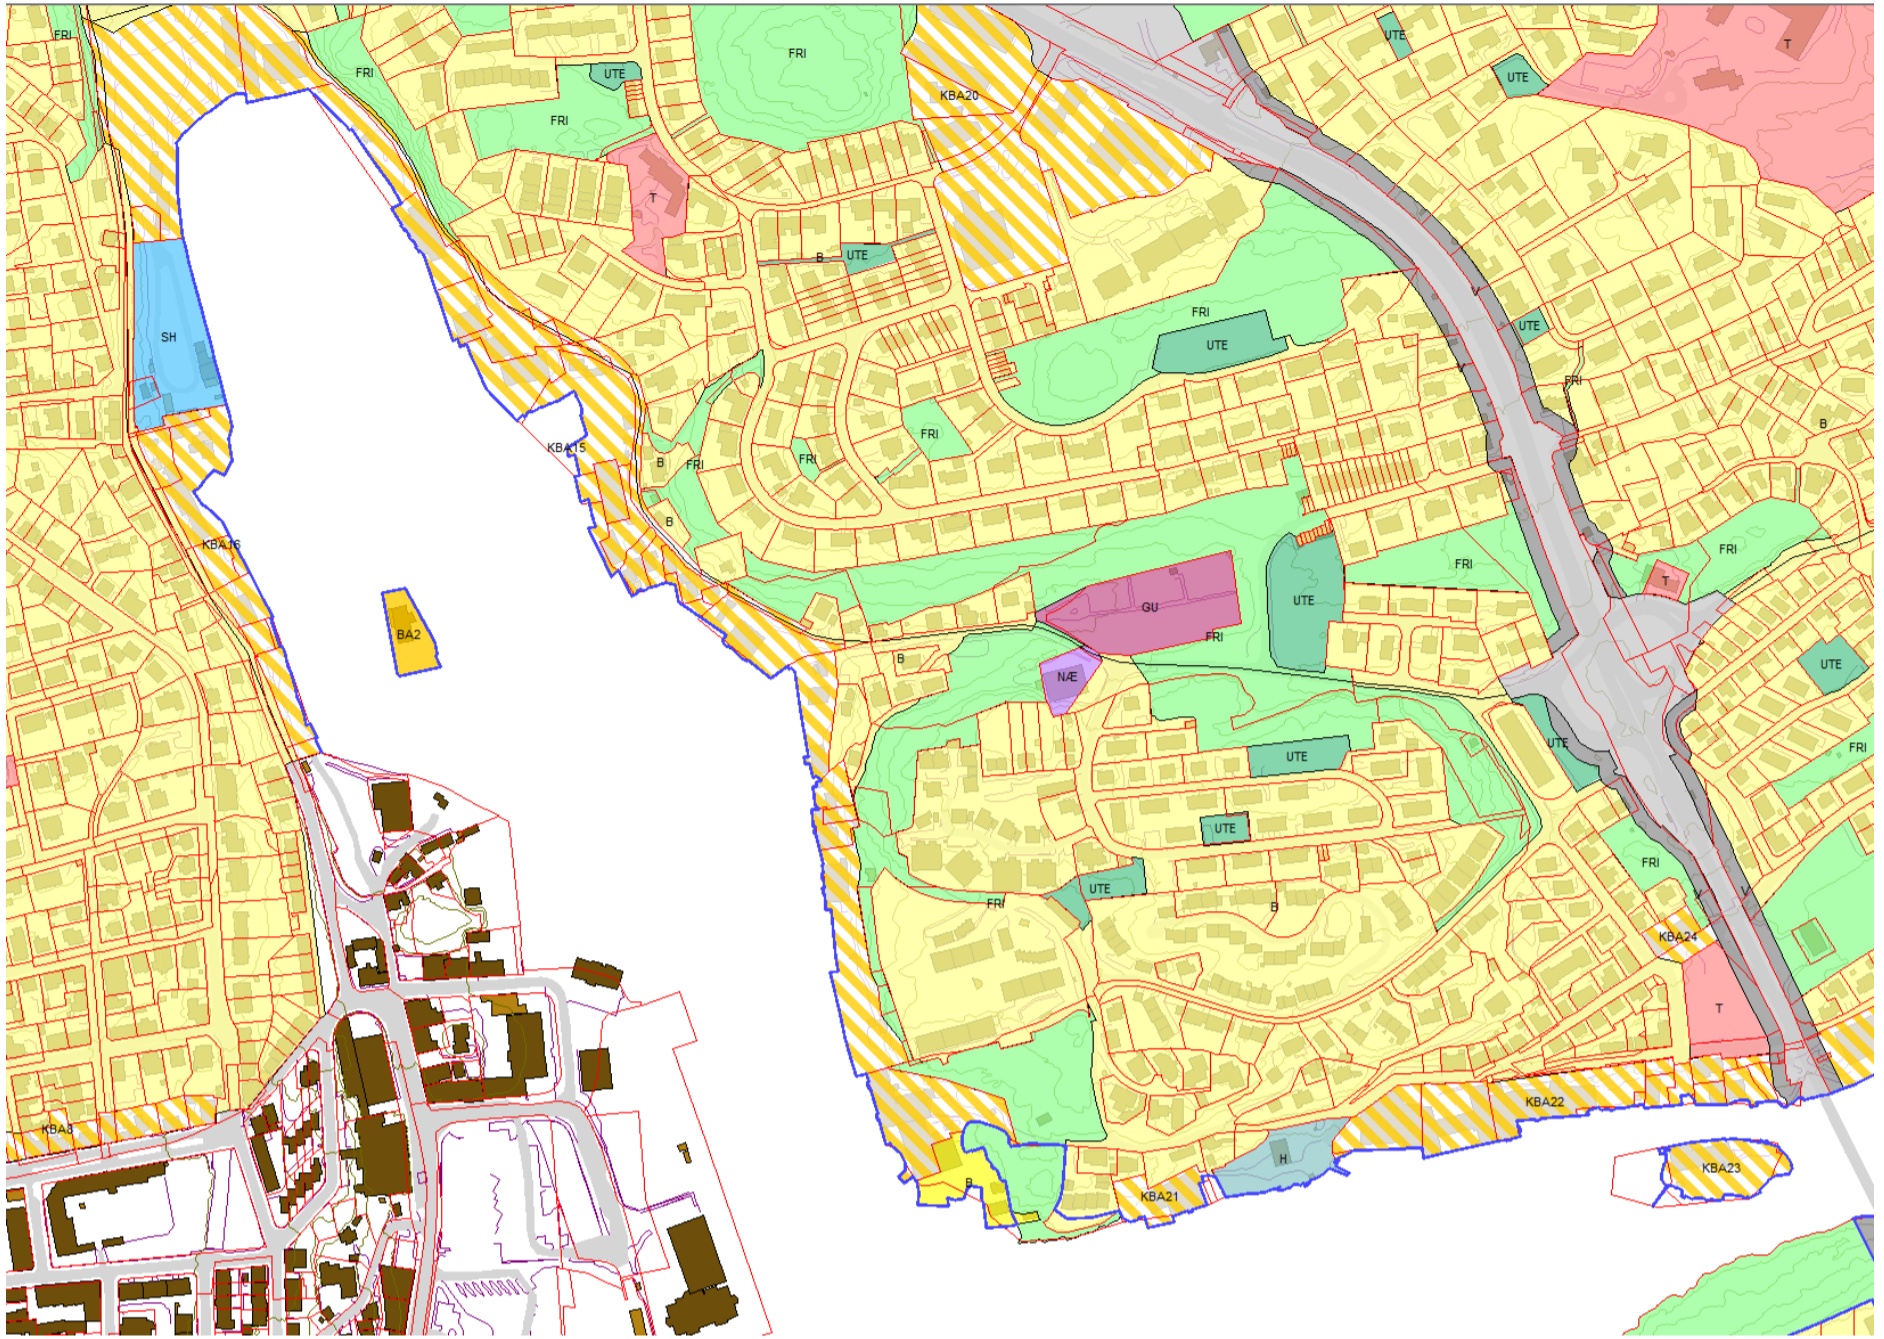 FRI
FRI
FRI
UTE
UTE
T
UTE
KBA20
FRI
T
B
UTE
V
FRI
UTE
UTE
SH
V
FRI
B
FRI
KBA15
FRI
FRI
B
B
KBA16
FRI
FRI
T
UTE
GU
BA2
FRI
B
UTE
NÆ
UTE
FRI
UTE
UTE
FRI
UTE
V
V
FRI
B
KBA24
T
KBA22
KBA8
H
KBA23
B
KBA21